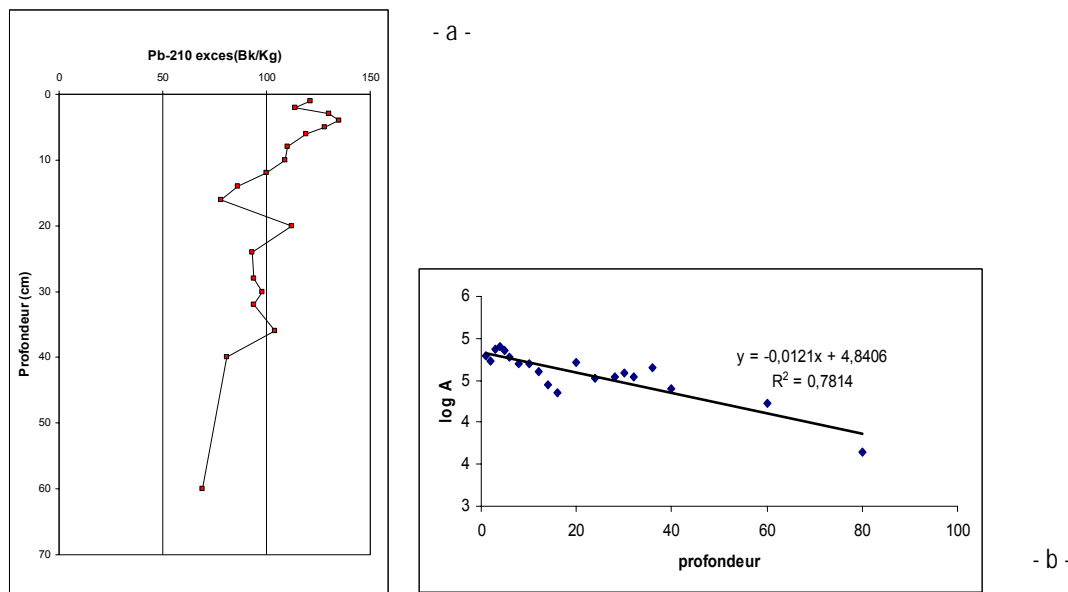 - a -
Pb-210 exces(Bk/Kg)
0 50 100 150
0
10
20
30
40
50
60
70
Profondeur (cm)
6
5
5
4
4
3
log A
y = -0,0121x + 4,8406
R² = 0,7814
0 20 40 60 80 100
profondeur
- b -